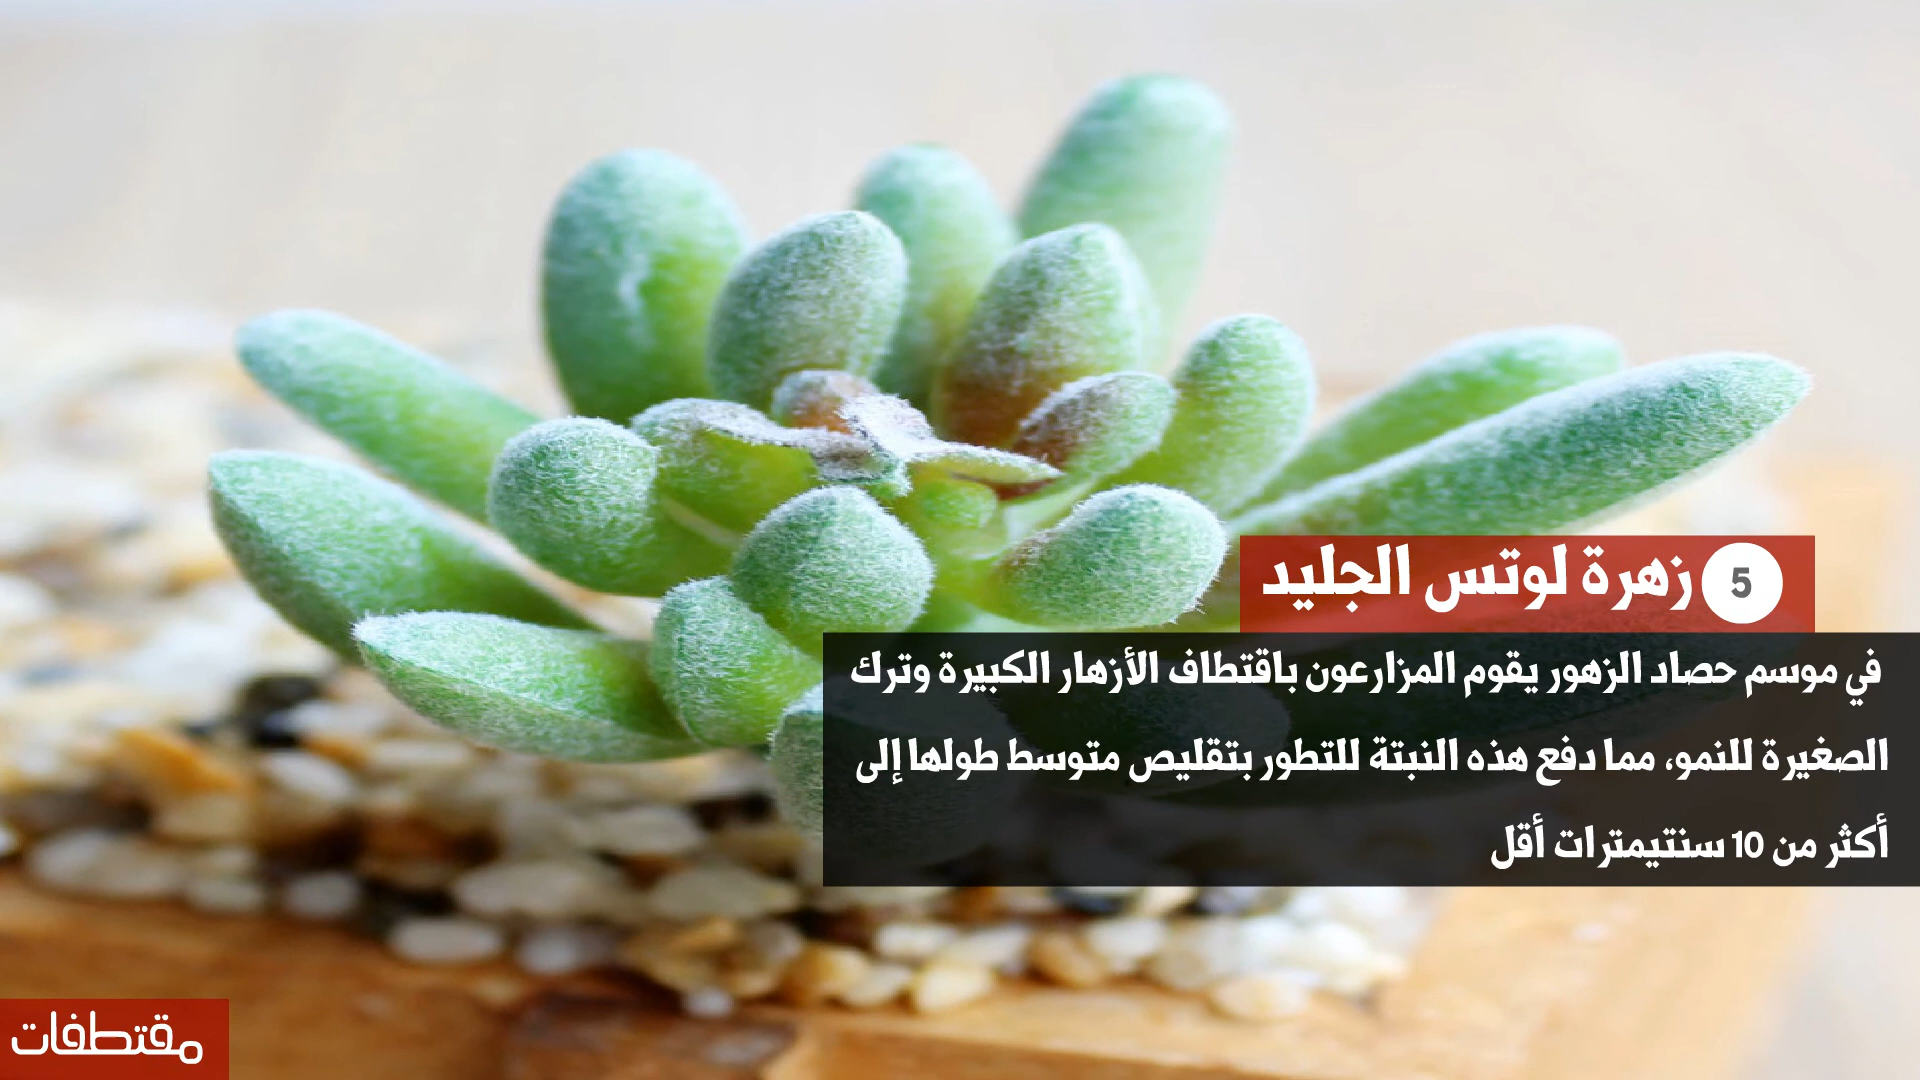 5 زهرة لوتس الجليد
في موسم حصاد الزهور يقوم المزارعون باقتطاف الأزهار الكبيرة وترك
الصغيرة للنمو، مما دفع هذه النبتة للتطور بتقليص متوسط طولها إلى
أكثر من 10 سنتيمترات أقل
مقتطفات